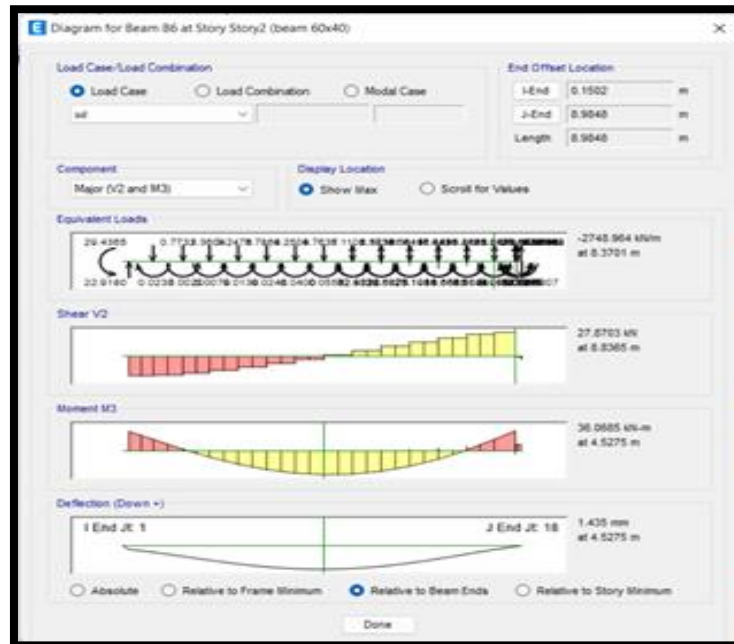 Diagram for Beam B6 at Story Story2 (beam 60x40)
Load Case/Load Combination
Load Case Load Combination Modal Case
sd
End Offset Location
I-End 0.1502 m
J-End 8.9848 m
Length 8.9848 m
Component
Major (V2 and M3)
Display Location
Show Max Scroll for Values
Equivalent Loads
29.4365
22.9180
-2748.964 kN/m
at 8.3701 m
Shear V2
27.8703 kN
at 8.8365 m
Moment M3
36.0685 kN-m
at 4.5275 m
Deflection (Down +)
I End Jt: 1 J End Jt: 18
1.435 mm
at 4.5275 m
Absolute Relative to Frame Minimum Relative to Beam Ends Relative to Story Minimum
Done